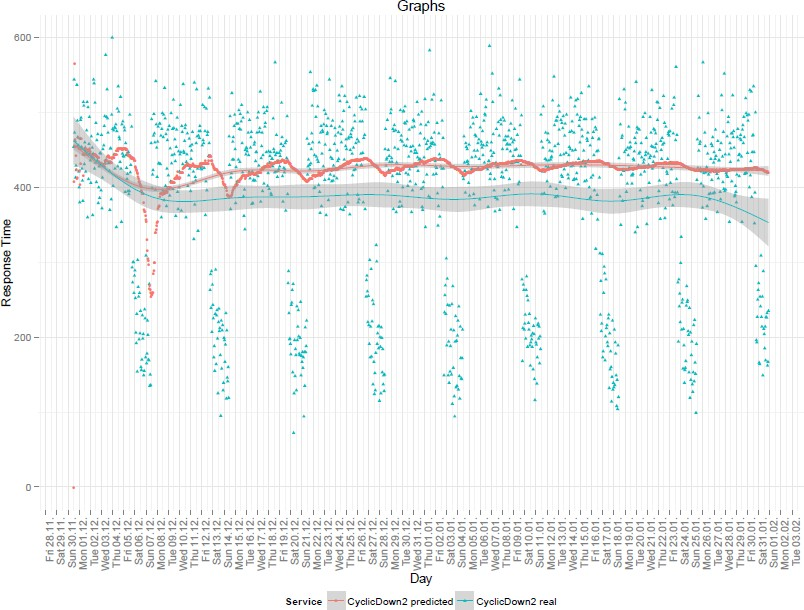 Graphs
600
400
200
0
Response Time
Fri 28.11.
Sat 29.11.
Sun 30.11.
Mon 01.12.
Tue 02.12.
Wed 03.12.
Thu 04.12.
Fri 05.12.
Sat 06.12.
Sun 07.12.
Mon 08.12.
Tue 09.12.
Wed 10.12.
Thu 11.12.
Fri 12.12.
Sat 13.12.
Sun 14.12.
Mon 15.12.
Tue 16.12.
Wed 17.12.
Thu 18.12.
Fri 19.12.
Sat 20.12.
Sun 21.12.
Mon 22.12.
Tue 23.12.
Wed 24.12.
Thu 25.12.
Fri 26.12.
Sat 27.12.
Sun 28.12.
Mon 29.12.
Tue 30.12.
Wed 31.12.
Thu 01.01.
Fri 02.01.
Sat 03.01.
Sun 04.01.
Mon 05.01.
Tue 06.01.
Wed 07.01.
Thu 08.01.
Fri 09.01.
Sat 10.01.
Sun 11.01.
Mon 12.01.
Tue 13.01.
Wed 14.01.
Thu 15.01.
Fri 16.01.
Sat 17.01.
Sun 18.01.
Mon 19.01.
Tue 20.01.
Wed 21.01.
Thu 22.01.
Fri 23.01.
Sat 24.01.
Sun 25.01.
Mon 26.01.
Tue 27.01.
Wed 28.01.
Thu 29.01.
Fri 30.01.
Sat 31.01.
Sun 01.02.
Mon 02.02.
Tue 03.02.
Day
Service CyclicDown2 predicted CyclicDown2 real